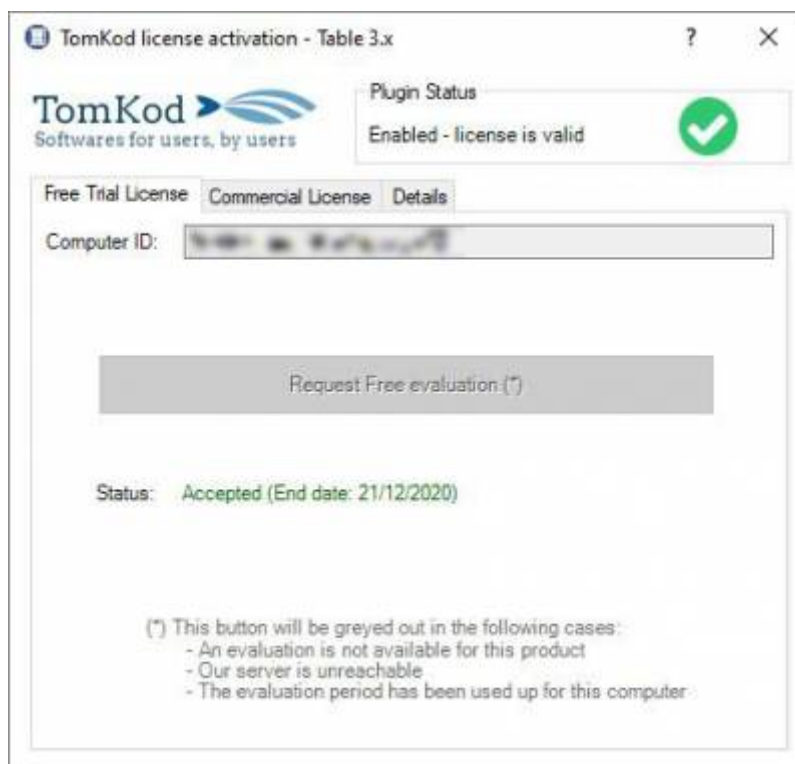 TomKod license activation - Table 3.x
?
TomKod
Softwares for users, by users
Plugin Status
Enabled - license is valid
Free Trial License
Commercial License
Details
Computer ID:
Request Free evaluation (*)
Status: Accepted (End date: 21/12/2020)
(*) This button will be greyed out in the following cases:
- An evaluation is not available for this product
- Our server is unreachable
- The evaluation period has been used up for this computer